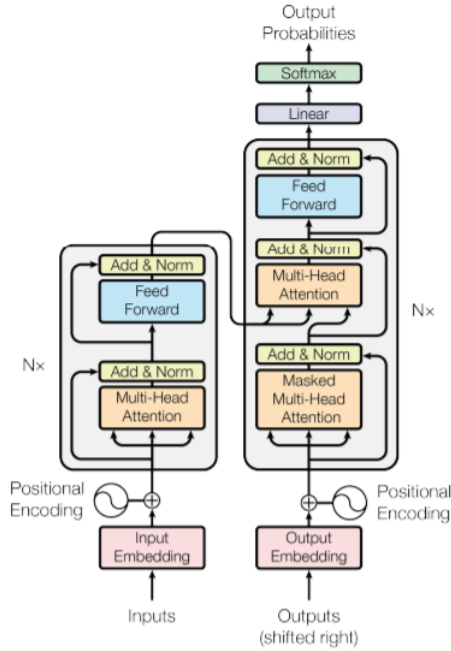 Output
Probabilities
Softmax
Linear
Add & Norm
Feed
Forward
Add & Norm
Multi-Head
Attention
Nx
Add & Norm
Masked
Multi-Head
Attention
Add & Norm
Feed
Forward
Nx
Add & Norm
Multi-Head
Attention
Positional
Encoding
Positional
Encoding
Input
Embedding
Output
Embedding
Inputs
Outputs
(shifted right)